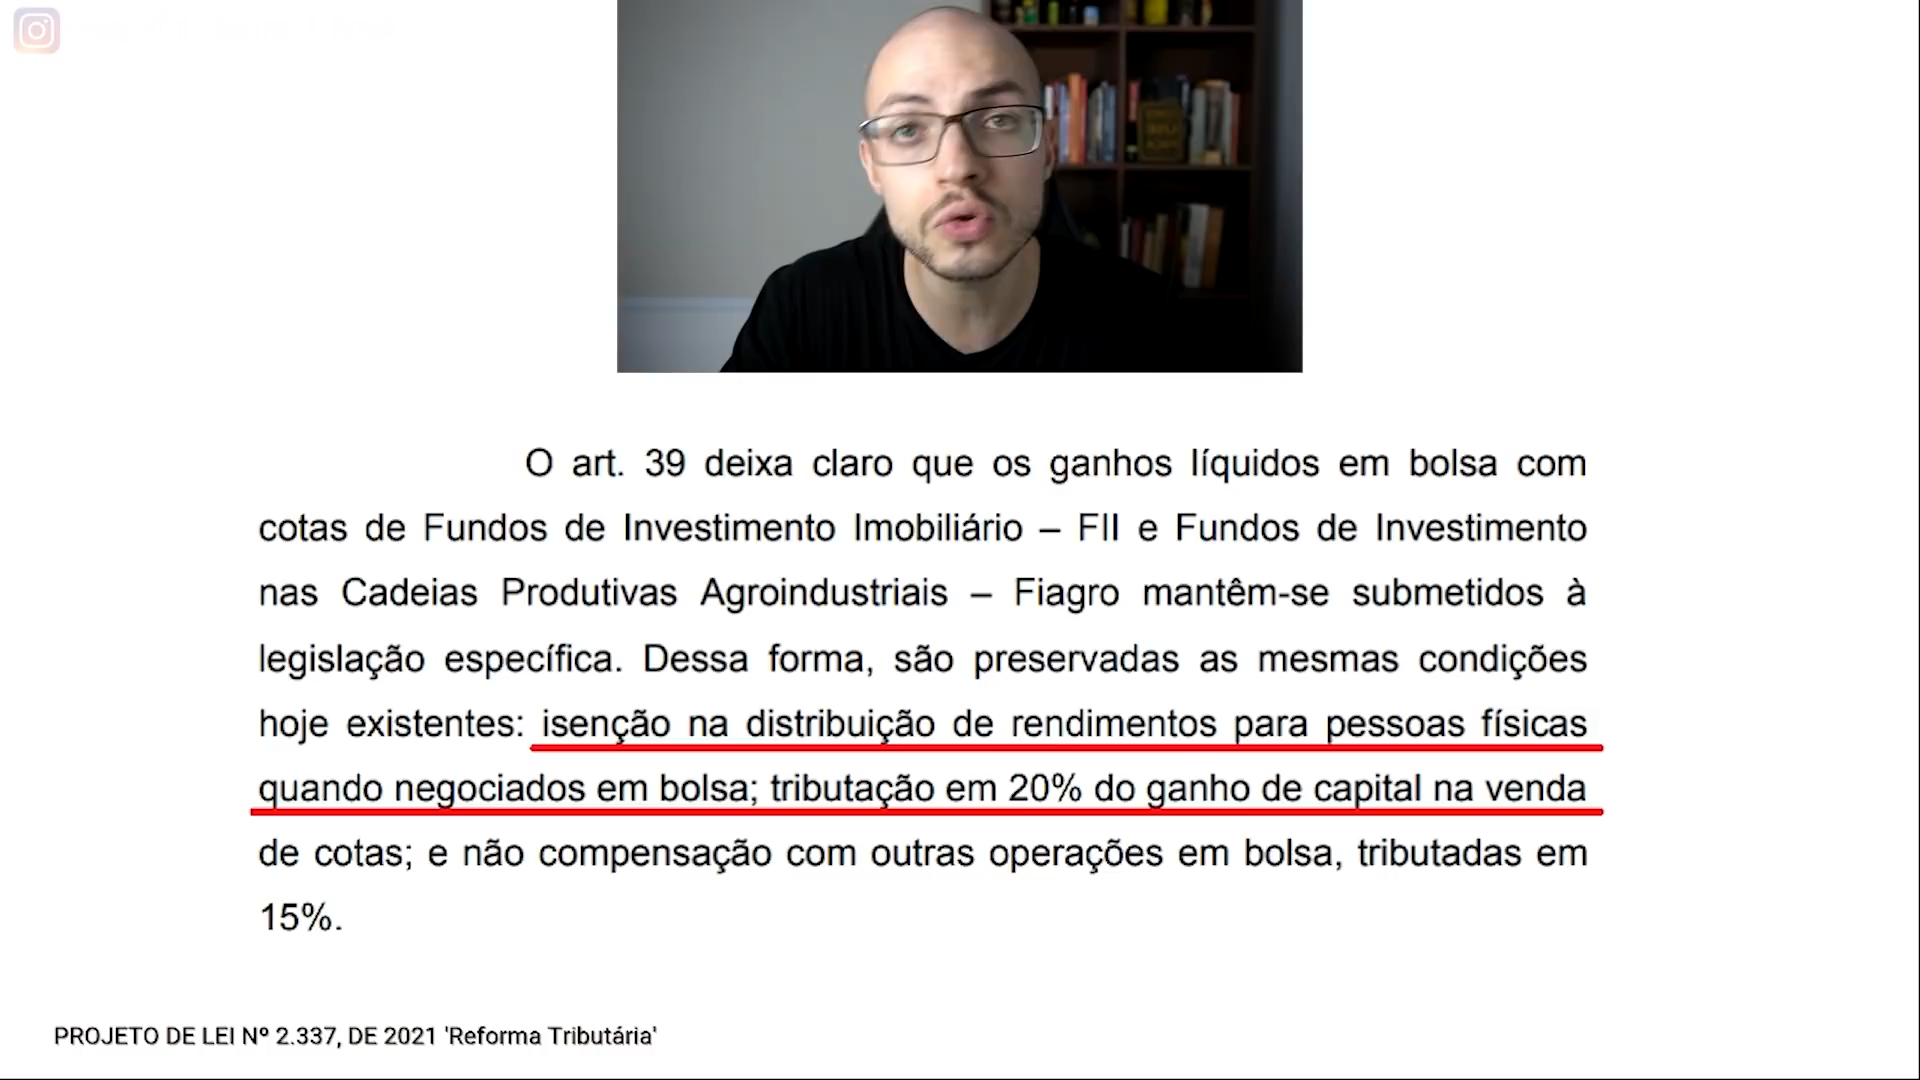 O art. 39 deixa claro que os ganhos líquidos em bolsa com
cotas de Fundos de Investimento Imobiliário – FII e Fundos de Investimento
nas Cadeias Produtivas Agroindustriais – Fiagro mantêm-se submetidos à
legislação específica. Dessa forma, são preservadas as mesmas condições
hoje existentes: isenção na distribuição de rendimentos para pessoas físicas
quando negociados em bolsa; tributação em 20% do ganho de capital na venda
de cotas; e não compensação com outras operações em bolsa, tributadas em
15%.
PROJETO DE LEI Nº 2.337, DE 2021 'Reforma Tributária'